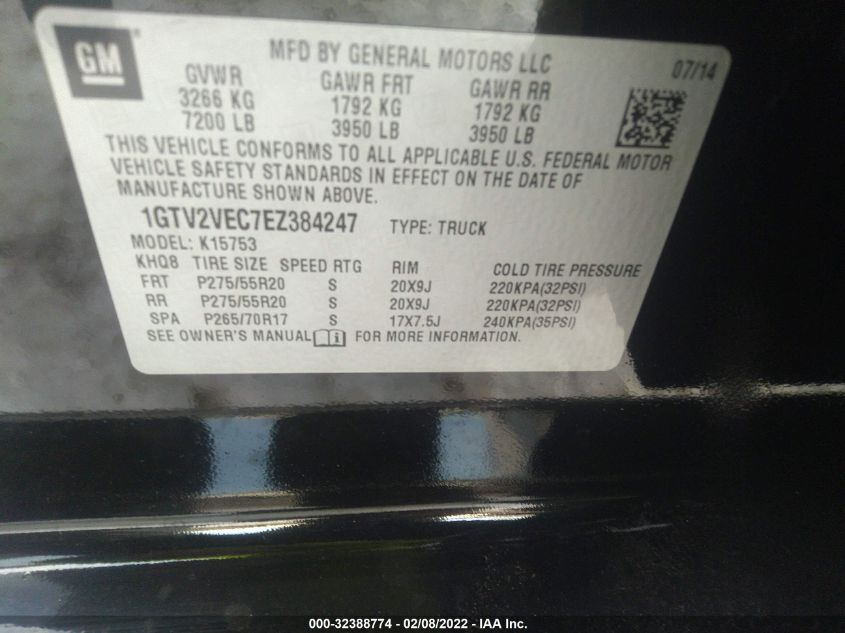 GM ®
MFD BY GENERAL MOTORS LLC 07/14
GVWR GAWR FRT GAWR RR
3266 KG 1792 KG 1792 KG
7200 LB 3950 LB 3950 LB
THIS VEHICLE CONFORMS TO ALL APPLICABLE U.S. FEDERAL MOTOR
VEHICLE SAFETY STANDARDS IN EFFECT ON THE DATE OF
MANUFACTURE SHOWN ABOVE.
1GTV2VEC7EZ384247 TYPE: TRUCK
MODEL: K15753
KHQ8 TIRE SIZE SPEED RTG RIM COLD TIRE PRESSURE
FRT P275/55R20 S 20X9J 220KPA(32PSI)
RR P275/55R20 S 20X9J 220KPA(32PSI)
SPA P265/70R17 S 17X7.5J 240KPA(35PSI)
SEE OWNER'S MANUAL FOR MORE INFORMATION.
000-32388774 - 02/08/2022 - IAA Inc.